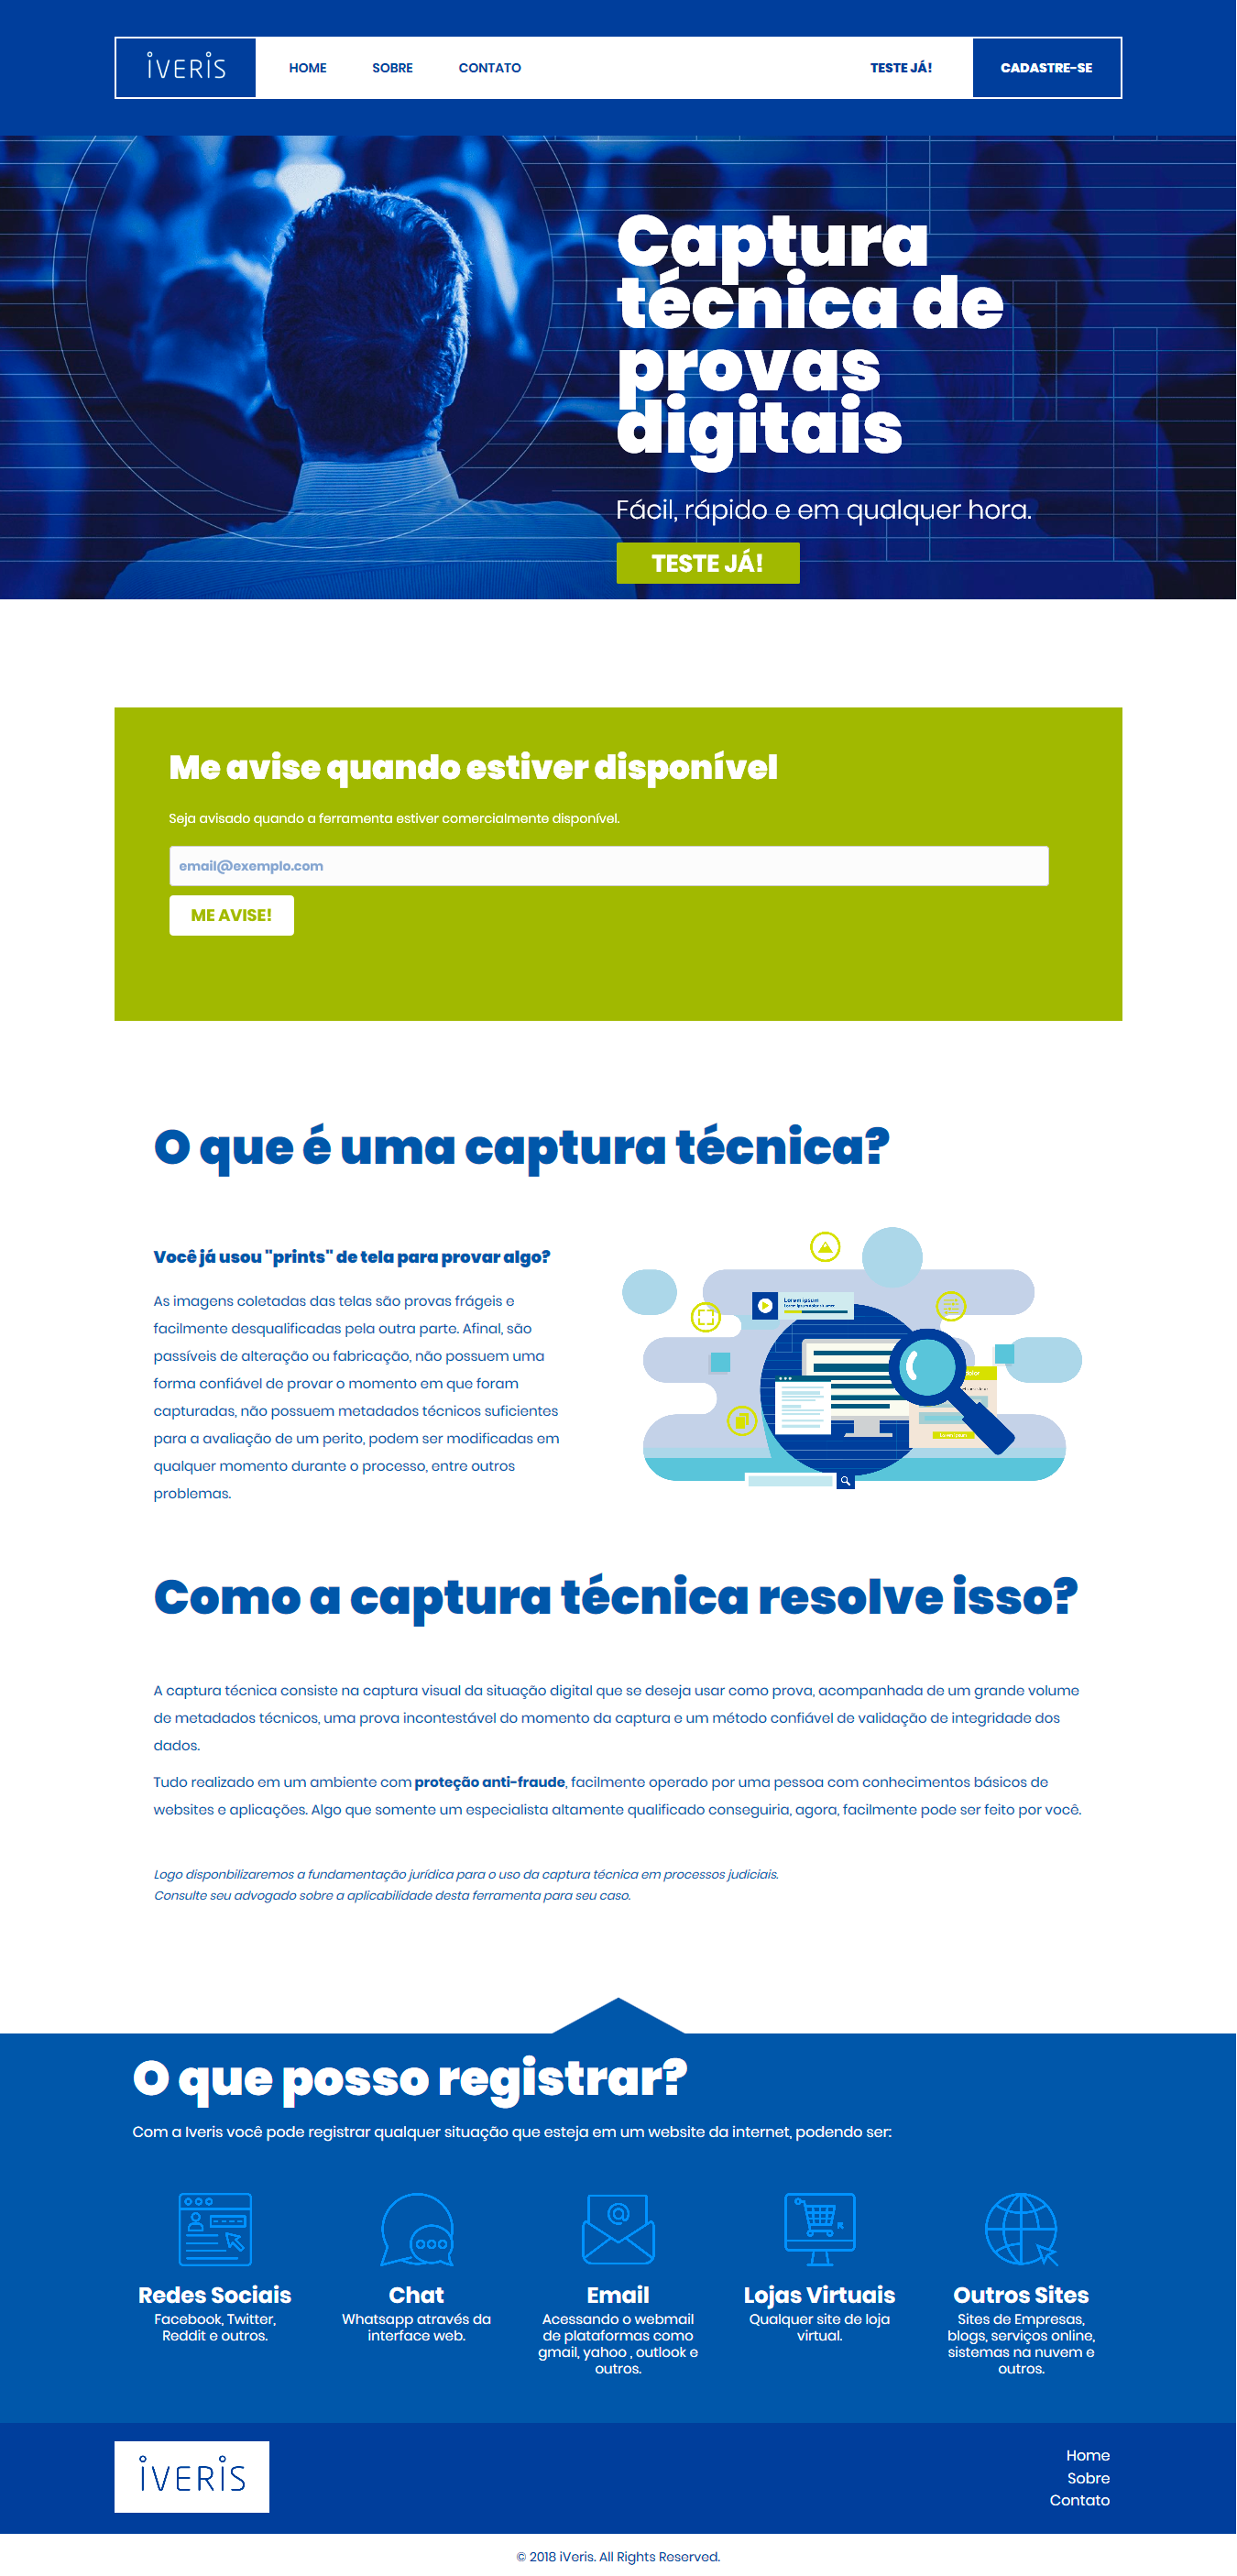 iVERiS
HOME
SOBRE
CONTATO
TESTE JÁ!
CADASTRE-SE
Captura
técnica de
provas
digitais
Fácil, rápido e em qualquer hora.
TESTE JÁ!
Me avise quando estiver disponível
Seja avisado quando a ferramenta estiver comercialmente disponível.
email@exemplo.com
ME AVISE!
O que é uma captura técnica?
Você já usou "prints" de tela para provar algo?
As imagens coletadas das telas são provas frágeis e
facilmente desqualificadas pela outra parte. Afinal, são
passíveis de alteração ou fabricação, não possuem uma
forma confiável de provar o momento em que foram
capturadas, não possuem metadados técnicos suficientes
para a avaliação de um perito, podem ser modificadas em
qualquer momento durante o processo, entre outros
problemas.
Lorem ipsum
Lorem ipsum
Como a captura técnica resolve isso?
A captura técnica consiste na captura visual da situação digital que se deseja usar como prova, acompanhada de um grande volume
de metadados técnicos, uma prova incontestável do momento da captura e um método confiável de validação de integridade dos
dados.
Tudo realizado em um ambiente com proteção anti-fraude, facilmente operado por uma pessoa com conhecimentos básicos de
websites e aplicações. Algo que somente um especialista altamente qualificado conseguiria, agora, facilmente pode ser feito por você.
Logo disponbilizaremos a fundamentação jurídica para o uso da captura técnica em processos judiciais.
Consulte seu advogado sobre a aplicabilidade desta ferramenta para seu caso.
O que posso registrar?
Com a Iveris você pode registrar qualquer situação que esteja em um website da internet, podendo ser:
Redes Sociais
Facebook, Twitter,
Reddit e outros.
Chat
Whatsapp através da
interface web.
Email
Acessando o webmail
de plataformas como
gmail, yahoo , outlook e
outros.
Lojas Virtuais
Qualquer site de loja
virtual.
Outros Sites
Sites de Empresas,
blogs, serviços online,
sistemas na nuvem e
outros.
iVERiS
Home
Sobre
Contato
© 2018 iVeris. All Rights Reserved.